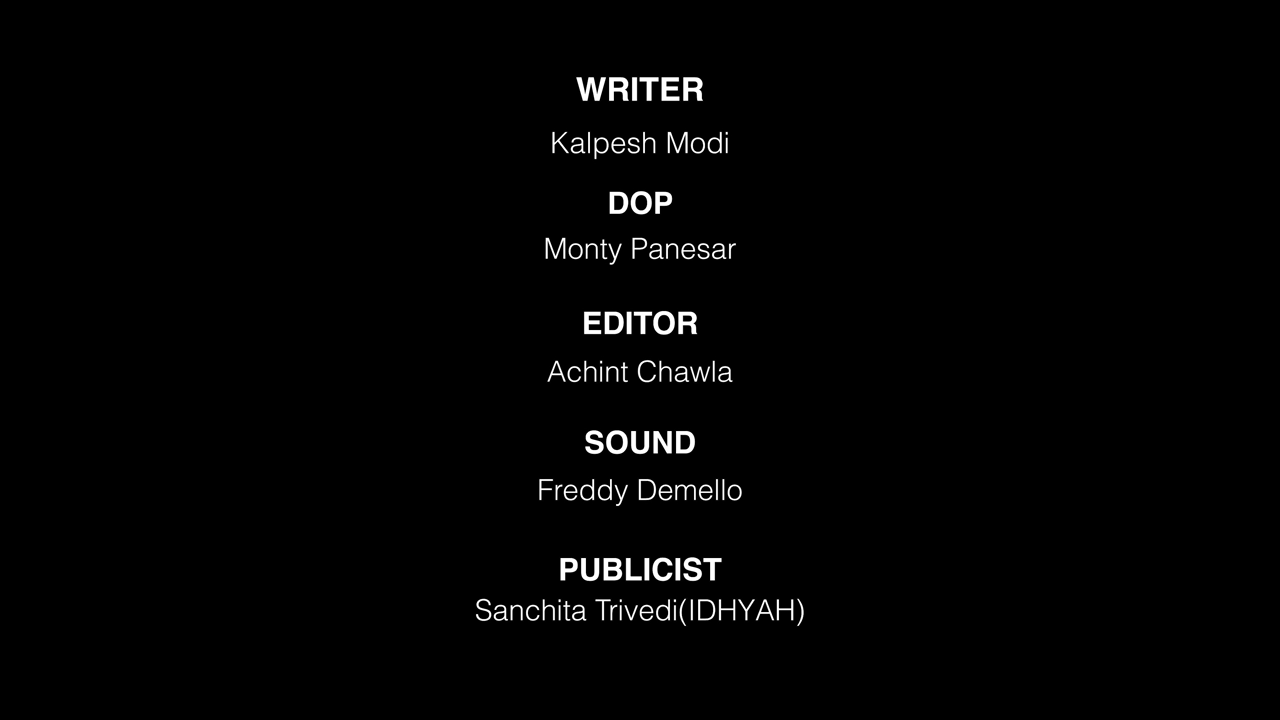 WRITER
Kalpesh Modi
DOP
Monty Panesar
EDITOR
Achint Chawla
SOUND
Freddy Demello
PUBLICIST
Sanchita Trivedi(IDHYAH)